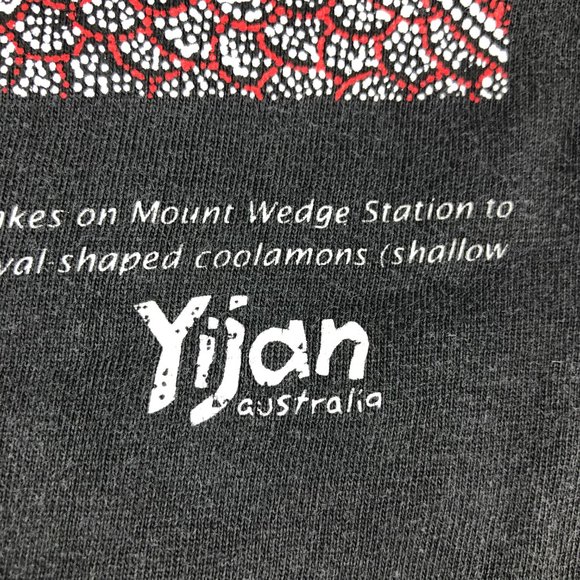 akes on Mount Wedge Station to
val shaped coolamons (shallow
Yijan
australia